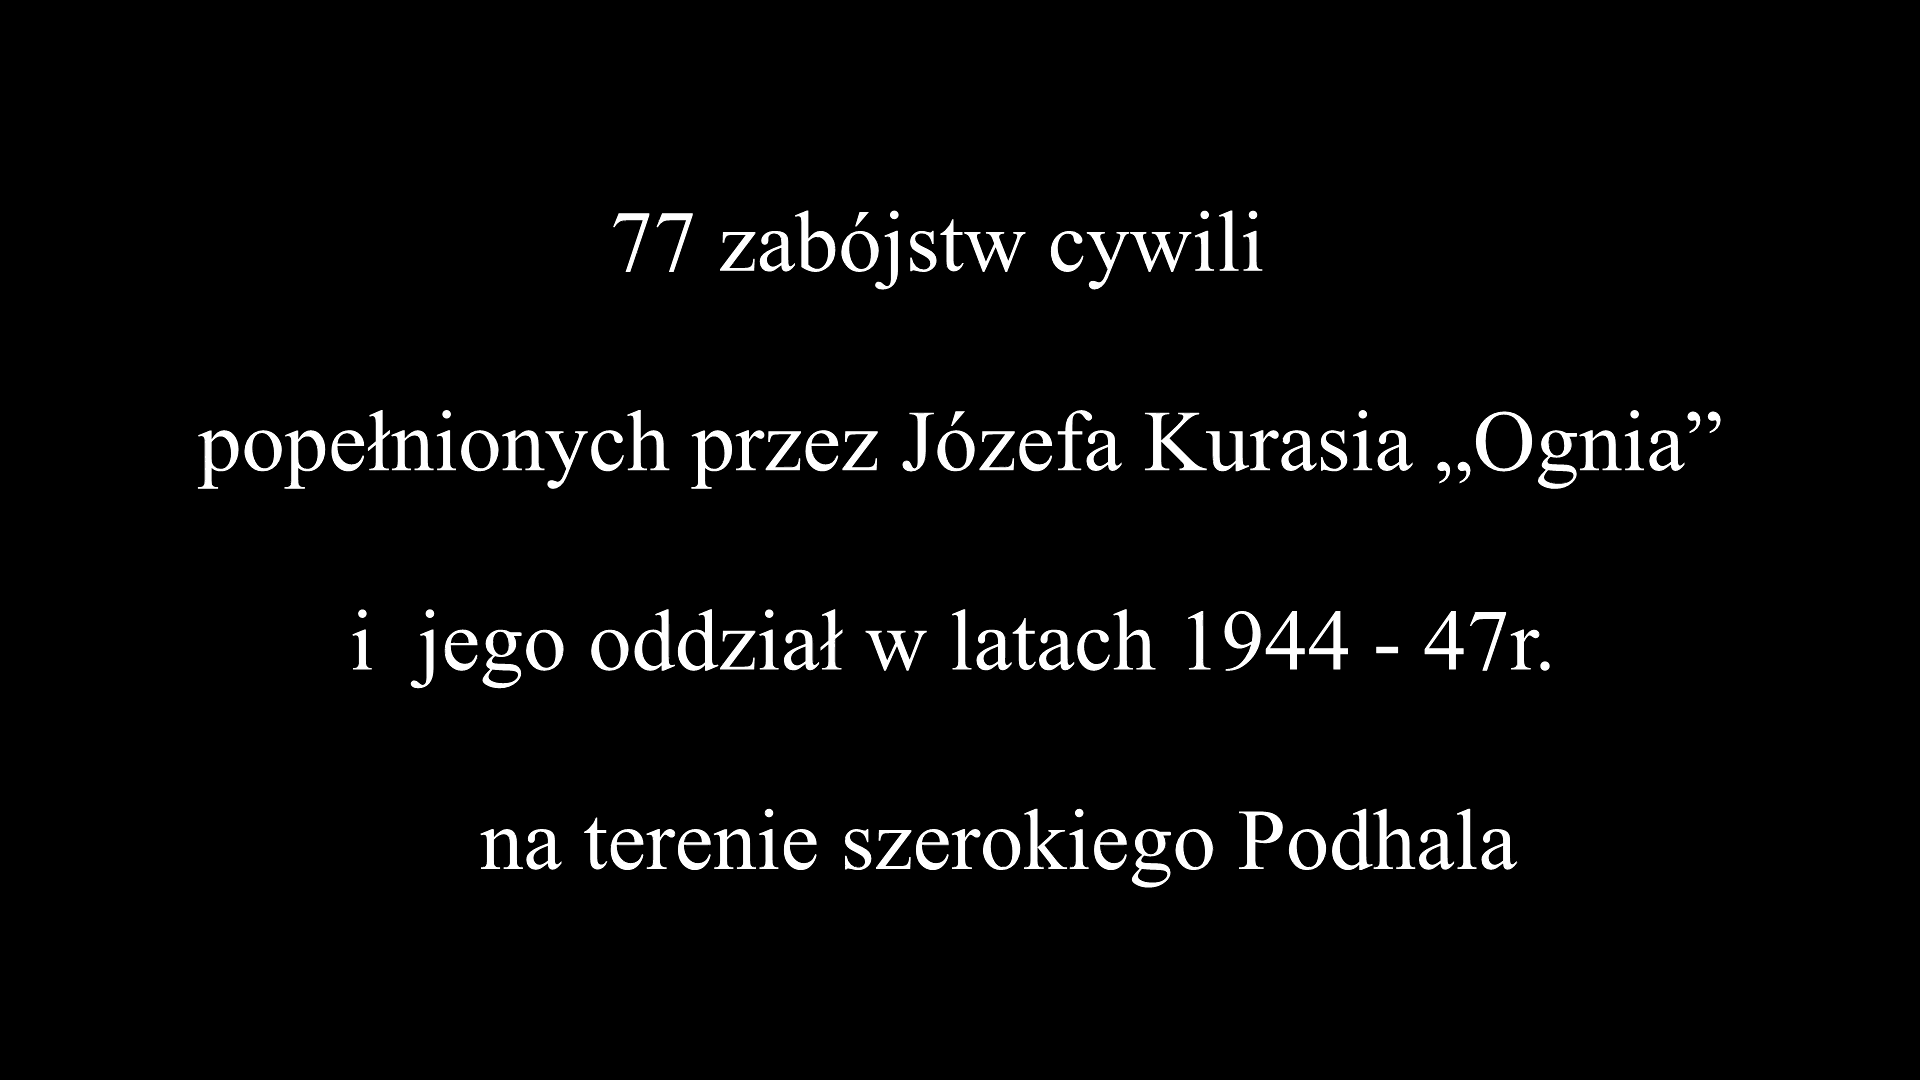 77 zabójstw cywili
popełnionych przez Józefa Kurasia „Ognia”
i jego oddział w latach 1944 - 47r.
na terenie szerokiego Podhala